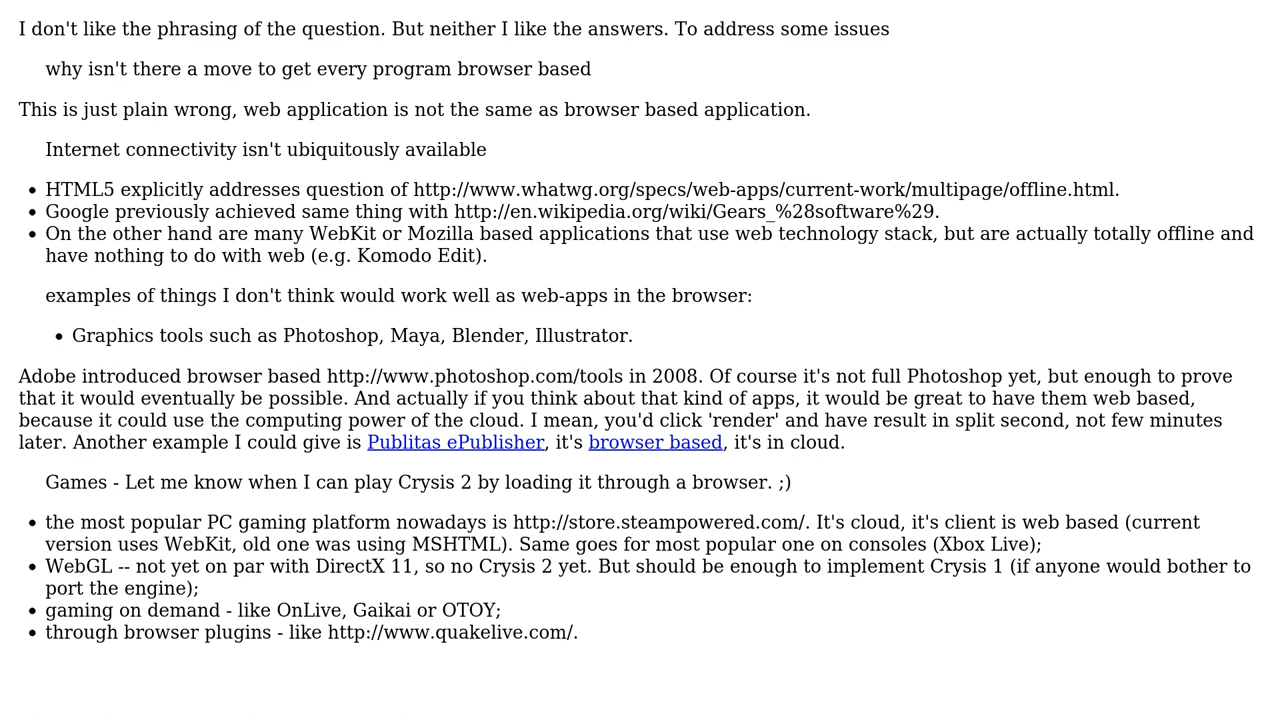 I don't like the phrasing of the question. But neither I like the answers. To address some issues
why isn't there a move to get every program browser based
This is just plain wrong, web application is not the same as browser based application.
Internet connectivity isn't ubiquitously available
• HTML5 explicitly addresses question of http://www.whatwg.org/specs/web-apps/current-work/multipage/offline.html.
• Google previously achieved same thing with http://en.wikipedia.org/wiki/Gears_%28software%29.
• On the other hand are many WebKit or Mozilla based applications that use web technology stack, but are actually totally offline and
have nothing to do with web (e.g. Komodo Edit).
examples of things I don't think would work well as web-apps in the browser:
• Graphics tools such as Photoshop, Maya, Blender, Illustrator.
Adobe introduced browser based http://www.photoshop.com/tools in 2008. Of course it's not full Photoshop yet, but enough to prove
that it would eventually be possible. And actually if you think about that kind of apps, it would be great to have them web based,
because it could use the computing power of the cloud. I mean, you'd click 'render' and have result in split second, not few minutes
later. Another example I could give is Publitas ePublisher, it's browser based, it's in cloud.
Games - Let me know when I can play Crysis 2 by loading it through a browser. ;)
• the most popular PC gaming platform nowadays is http://store.steampowered.com/. It's cloud, it's client is web based (current
version uses WebKit, old one was using MSHTML). Same goes for most popular one on consoles (Xbox Live);
• WebGL -- not yet on par with DirectX 11, so no Crysis 2 yet. But should be enough to implement Crysis 1 (if anyone would bother to
port the engine);
• gaming on demand - like OnLive, Gaikai or OTOY;
• through browser plugins - like http://www.quakelive.com/.